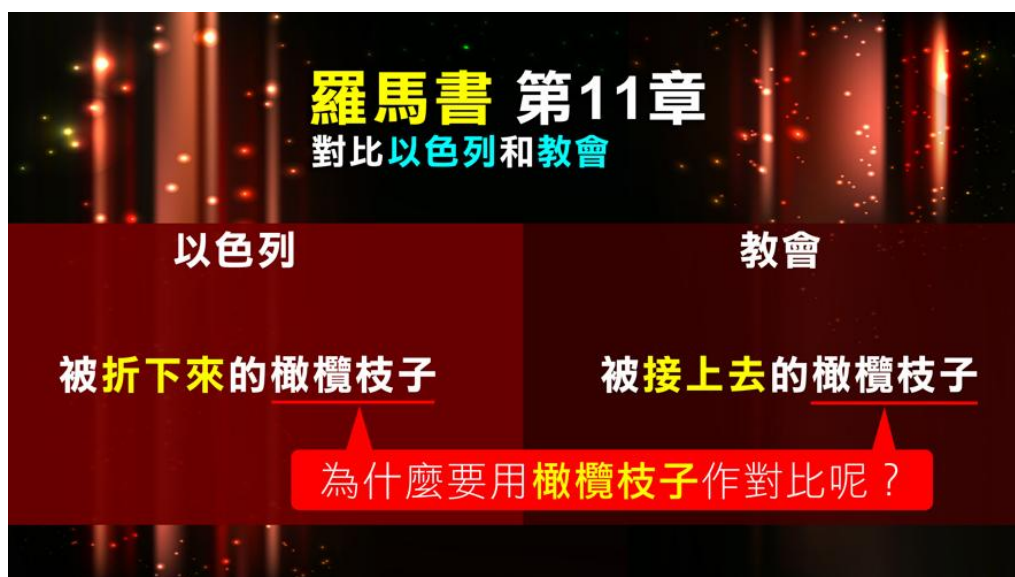 羅馬書 第11章
對比以色列和教會
以色列
教會
被折下來的橄欖枝子
被接上去的橄欖枝子
為什麼要用橄欖枝子作對比呢？